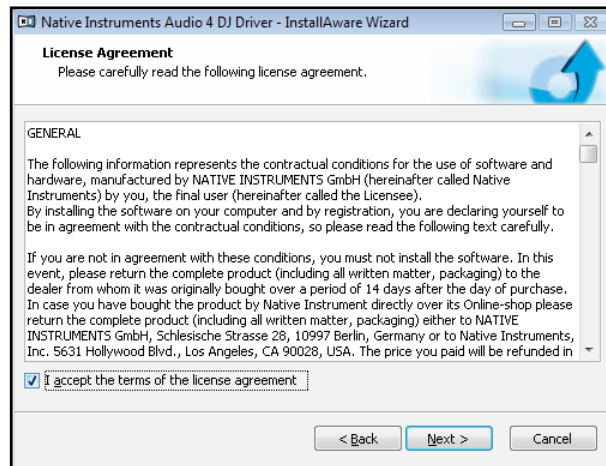 Native Instruments Audio 4 DJ Driver - InstallAware Wizard
License Agreement
Please carefully read the following license agreement.
GENERAL
The following information represents the contractual conditions for the use of software and
hardware, manufactured by NATIVE INSTRUMENTS GmbH (hereinafter called Native
Instruments) by you, the final user (hereinafter called the Licensee).
By installing the software on your computer and by registration, you are declaring yourself to
be in agreement with the contractual conditions, so please read the following text carefully.
If you are not in agreement with these conditions, you must not install the software. In this
event, please return the complete product (including all written matter, packaging) to the
dealer from whom it was originally bought over a period of 14 days after the day of purchase.
In case you have bought the product by Native Instrument directly over its Online-shop please
return the complete product (including all written matter, packaging) either to NATIVE
INSTRUMENTS GmbH, Schlesische Strasse 28, 10997 Berlin, Germany or to Native Instruments,
Inc. 5631 Hollywood Blvd., Los Angeles, CA 90028, USA. The price you paid will be refunded in
I accept the terms of the license agreement
< Back Next > Cancel